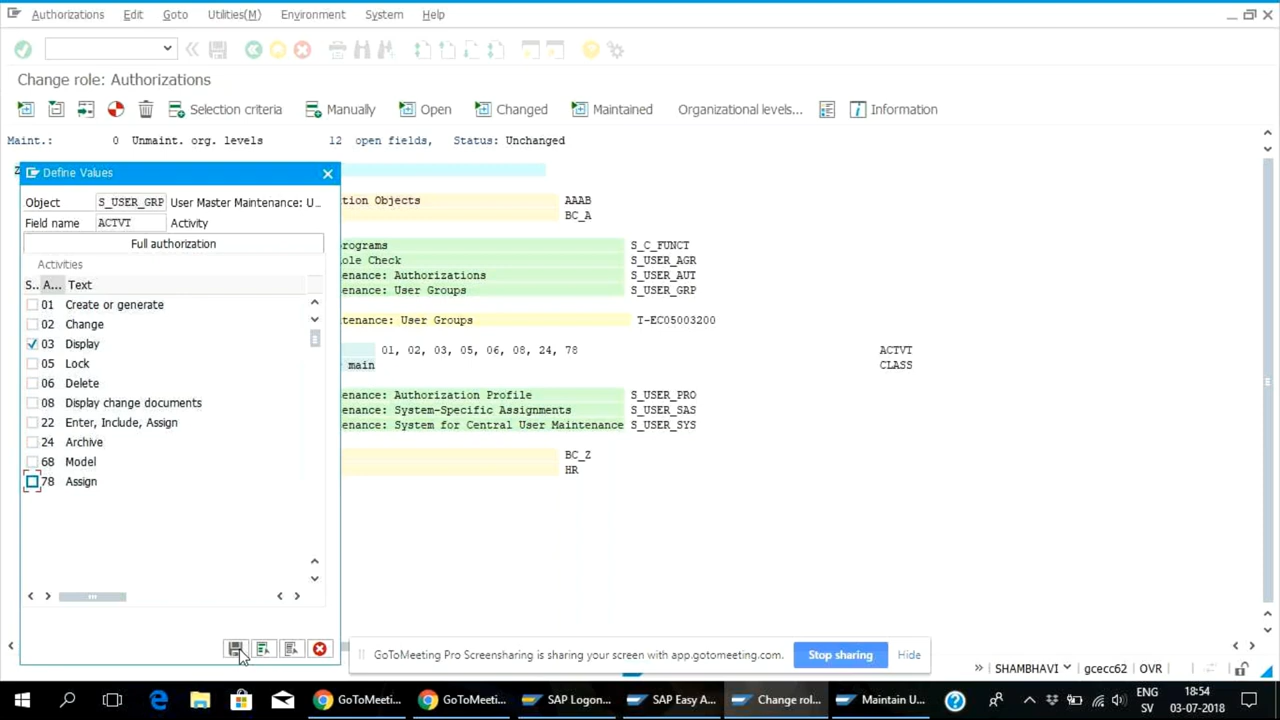 Authorizations Edit Goto Utilities(M) Environment System Help
Change role: Authorizations
Selection criteria Manually Open Changed Maintained Organizational levels... Information
Maint.: 0 Unmaint. org. levels 12 open fields, Status: Unchanged
Define Values
Object S_USER_GRP User Master Maintenance: U...
Field name ACTVT Activity
Full authorization
Activities
S.. A... Text
01 Create or generate
02 Change
03 Display
05 Lock
06 Delete
08 Display change documents
22 Enter, Include, Assign
24 Archive
68 Model
78 Assign
Z
tion Objects AAAB
BC_A
rograms S_C_FUNCT
ole Check S_USER_AGR
enance: Authorizations S_USER_AUT
enance: User Groups S_USER_GRP
tenance: User Groups T-EC05003200
01, 02, 03, 05, 06, 08, 24, 78 ACTVT
main CLASS
enance: Authorization Profile S_USER_PRO
enance: System-Specific Assignments S_USER_SAS
enance: System for Central User Maintenance S_USER_SYS
BC_Z
HR
GoToMeeting Pro Screensharing is sharing your screen with app.gotomeeting.com. Stop sharing Hide
SHAMBHAVI gcecc62 OVR
GoToMeeti... GoToMeeti... SAP Logon... SAP Easy A... Change rol... Maintain U...
ENG 18:54
SV 03-07-2018